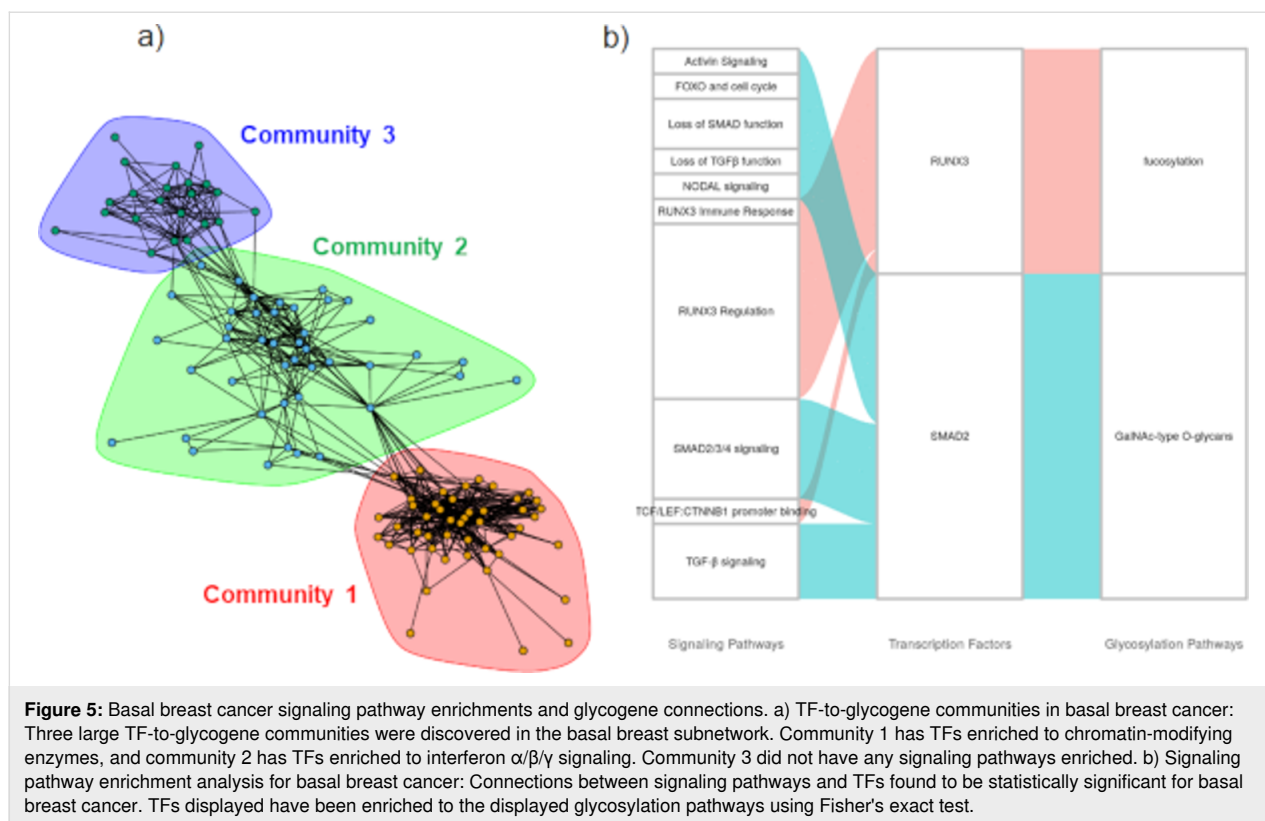 a)
Community 3
Community 2
Community 1
b)
Activin Signaling
FOXO and cell cycle
Loss of SMAD function
Loss of TGFβ function
NODAL signaling
RUNX3 Immune Response
RUNX3 Regulation
SMAD2/3/4 signaling
TCF/LEF:CTNNB1 promoter binding
TGF-β signaling
RUNX3
SMAD2
fucosylation
GalNAc-type O-glycans
Signaling Pathways
Transcription Factors
Glycosylation Pathways
Figure 5: Basal breast cancer signaling pathway enrichments and glycogene connections. a) TF-to-glycogene communities in basal breast cancer:
Three large TF-to-glycogene communities were discovered in the basal breast subnetwork. Community 1 has TFs enriched to chromatin-modifying
enzymes, and community 2 has TFs enriched to interferon α/β/γ signaling. Community 3 did not have any signaling pathways enriched. b) Signaling
pathway enrichment analysis for basal breast cancer: Connections between signaling pathways and TFs found to be statistically significant for basal
breast cancer. TFs displayed have been enriched to the displayed glycosylation pathways using Fisher's exact test.